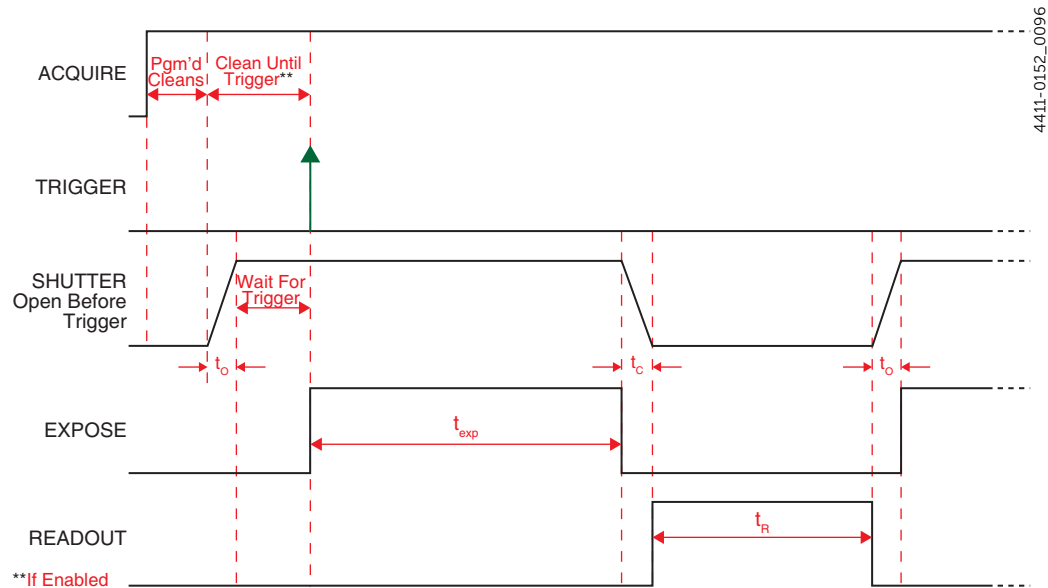 4411-0152_0096
ACQUIRE
Pgm'd
Cleans
Clean Until
Trigger**
TRIGGER
SHUTTER
Open Before
Trigger
Wait For
Trigger
tO
tC
tO
EXPOSE
texp
READOUT
tR
**If Enabled